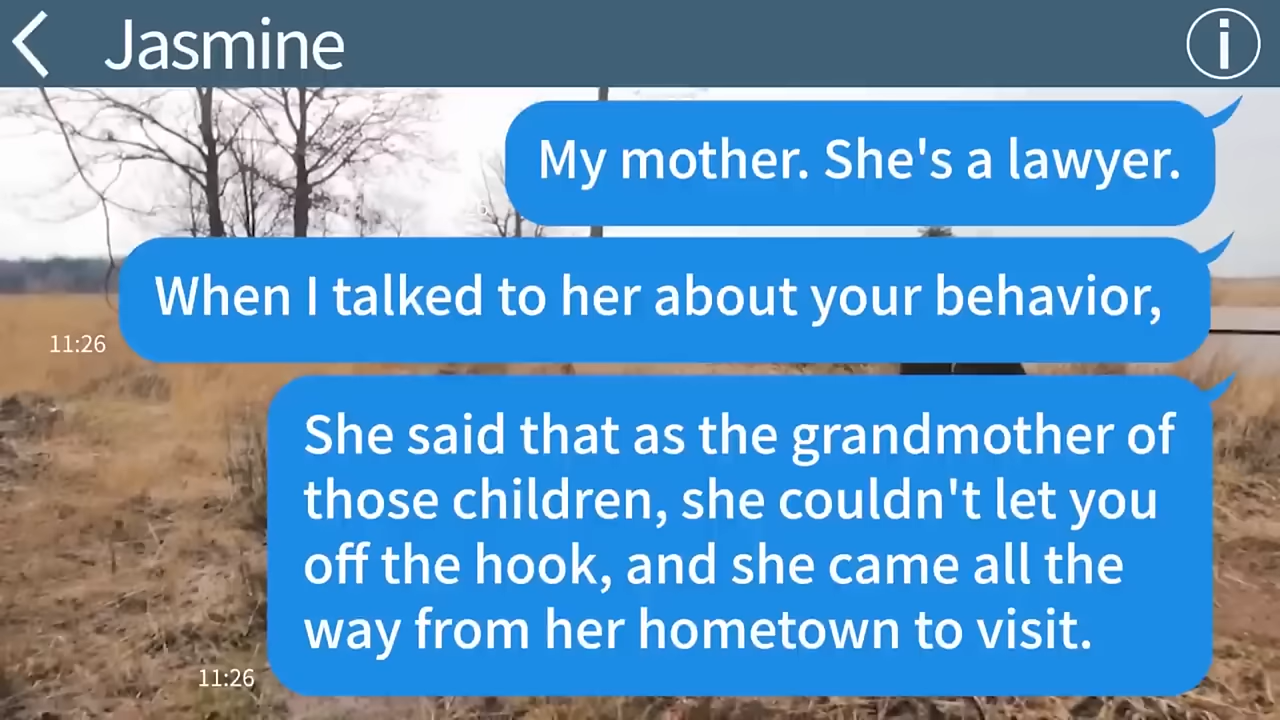 Jasmine
My mother. She's a lawyer.
When I talked to her about your behavior,
11:26
She said that as the grandmother of
those children, she couldn't let you
off the hook, and she came all the
way from her hometown to visit.
11:26